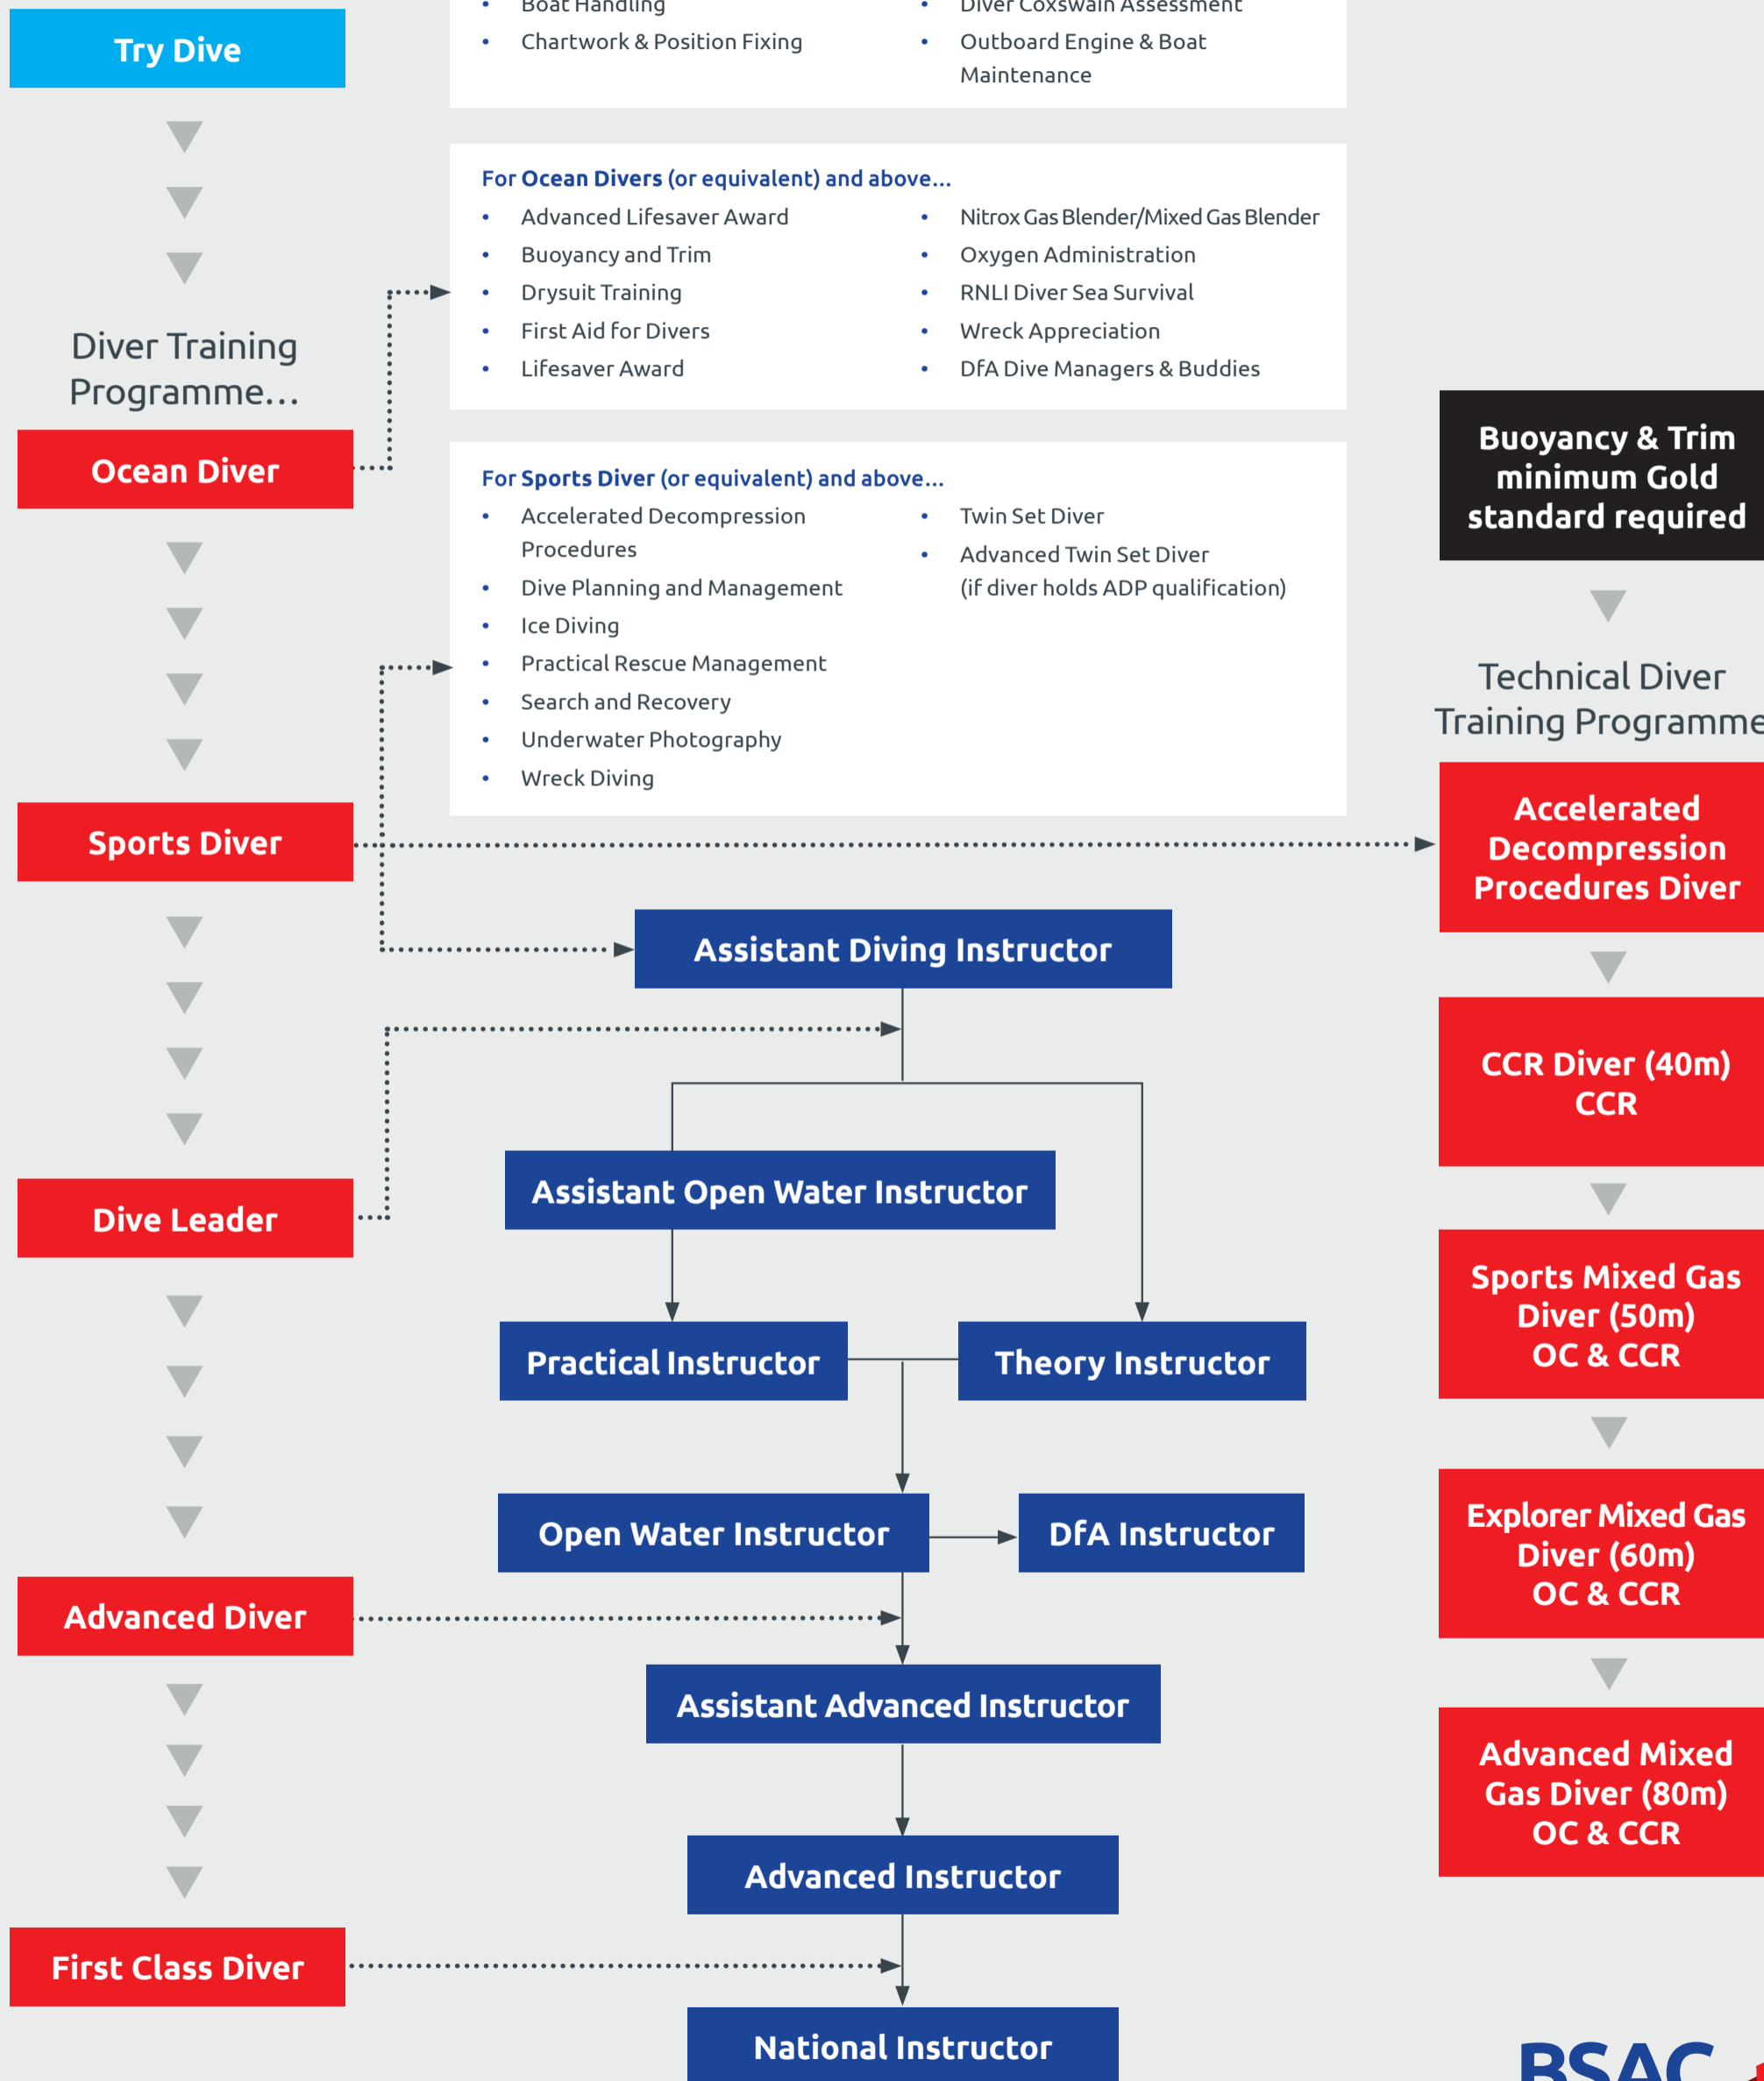 Try Dive
Boat Handling
Chartwork & Position Fixing
Diver Coxswain Assessment
Outboard Engine & Boat
Maintenance
Diver Training
Programme...
Ocean Diver
Sports Diver
Dive Leader
Advanced Diver
First Class Diver
For Ocean Divers (or equivalent) and above...
Advanced Lifesaver Award
Buoyancy and Trim
Drysuit Training
First Aid for Divers
Lifesaver Award
Nitrox Gas Blender/Mixed Gas Blender
Oxygen Administration
RNLI Diver Sea Survival
Wreck Appreciation
DfA Dive Managers & Buddies
For Sports Diver (or equivalent) and above...
Accelerated Decompression
Procedures
Dive Planning and Management
Ice Diving
Practical Rescue Management
Search and Recovery
Underwater Photography
Wreck Diving
Twin Set Diver
Advanced Twin Set Diver
(if diver holds ADP qualification)
Assistant Diving Instructor
Assistant Open Water Instructor
Practical Instructor
Theory Instructor
Open Water Instructor
DfA Instructor
Assistant Advanced Instructor
Advanced Instructor
National Instructor
Buoyancy & Trim
minimum Gold
standard required
Technical Diver
Training Programme
Accelerated
Decompression
Procedures Diver
CCR Diver (40m)
CCR
Sports Mixed Gas
Diver (50m)
OC & CCR
Explorer Mixed Gas
Diver (60m)
OC & CCR
Advanced Mixed
Gas Diver (80m)
OC & CCR
BSAC